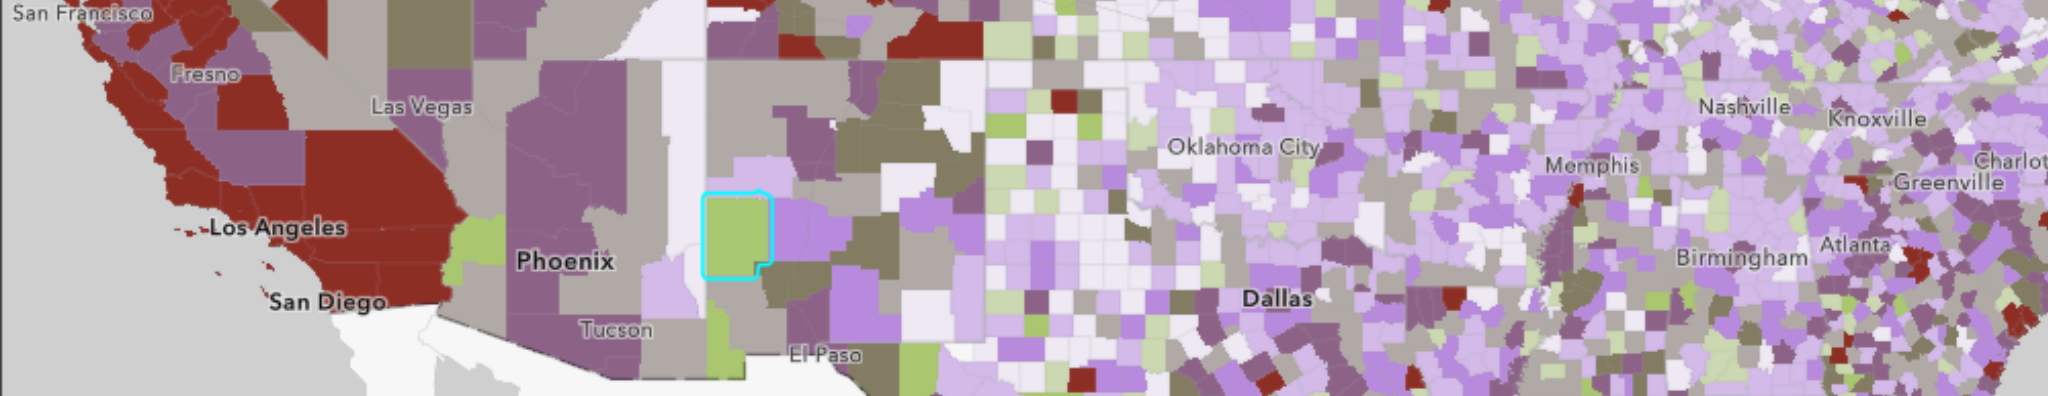 San Francisco
Fresno
Las Vegas
Nashville
Knoxville
Oklahoma City
Memphis
Charlot
Greenville
Los Angeles
Phoenix
Birmingham
Atlanta
San Diego
Dallas
Tucson
El Paso